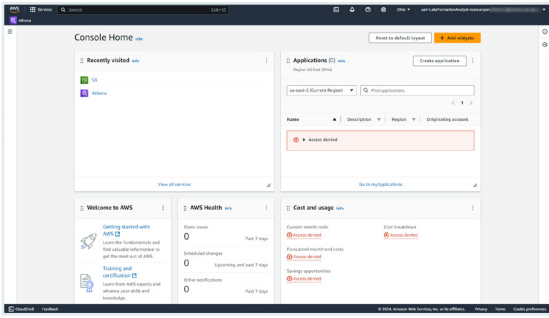 aws Services Search [Alt+S] Ohio
Athena
Console Home Info
Reset to default layout + Add widgets
Recently visited Info
S3
Athena
View all services
Applications (0) Info
Region: US East (Ohio)
Create application
us-east-2 (Current Region) Find applications
< 1 >
Name Description Region Originating account
Access denied
Go to myApplications
Welcome to AWS
Getting started with
AWS
Learn the fundamentals and
find valuable information to
get the most out of AWS.
Training and
certification
Learn from AWS experts and
advance your skills and
knowledge.
AWS Health Info
Open issues
0 Past 7 days
Scheduled changes
0 Upcoming and past 7 days
Other notifications
0 Past 7 days
Cost and usage Info
Current month costs
Access denied
Cost breakdown
Access denied
Forecasted month end costs
Access denied
Savings opportunities
Access denied
CloudShell Feedback © 2024, Amazon Web Services, Inc. or its affiliates. Privacy Terms Cookie preferences